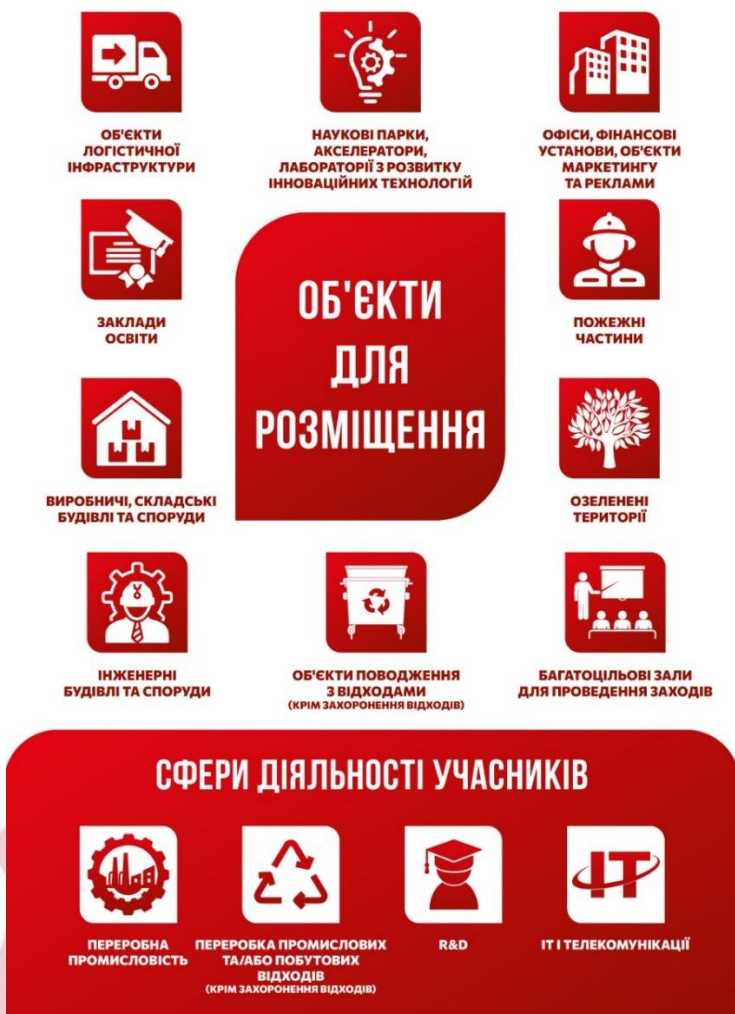 ОБ'ЄКТИ
ЛОГІСТИЧНОЇ
ІНФРАСТРУКТУРИ
НАУКОВІ ПАРКИ,
АКСЕЛЕРАТОРИ,
ЛАБОРАТОРІЇ З РОЗВИТКУ
ІННОВАЦІЙНИХ ТЕХНОЛОГІЙ
ОФІСИ, ФІНАНСОВІ
УСТАНОВИ, ОБ'ЄКТИ
МАРКЕТИНГУ
ТА РЕКЛАМИ
ЗАКЛАДИ
ОСВІТИ
ОБ'ЄКТИ
ДЛЯ
РОЗМІЩЕННЯ
ПОЖЕЖНІ
ЧАСТИНИ
ВИРОБНИЧІ, СКЛАДСЬКІ
БУДІВЛІ ТА СПОРУДИ
ОЗЕЛЕНЕНІ
ТЕРИТОРІЇ
ІНЖЕНЕРНІ
БУДІВЛІ ТА СПОРУДИ
ОБ'ЄКТИ ПОВОДЖЕННЯ
З ВІДХОДАМИ
(КРІМ ЗАХОРОНЕННЯ ВІДХОДІВ)
БАГАТОЦІЛЬОВІ ЗАЛИ
ДЛЯ ПРОВЕДЕННЯ ЗАХОДІВ
СФЕРИ ДІЯЛЬНОСТІ УЧАСНИКІВ
ПЕРЕРОБНА
ПРОМИСЛОВІСТЬ
ПЕРЕРОБКА ПРОМИСЛОВИХ
ТА/АБО ПОБУТОВИХ
ВІДХОДІВ
(КРІМ ЗАХОРОНЕННЯ ВІДХОДІВ)
R&D
IT
ІТ І ТЕЛЕКОМУНІКАЦІЇ